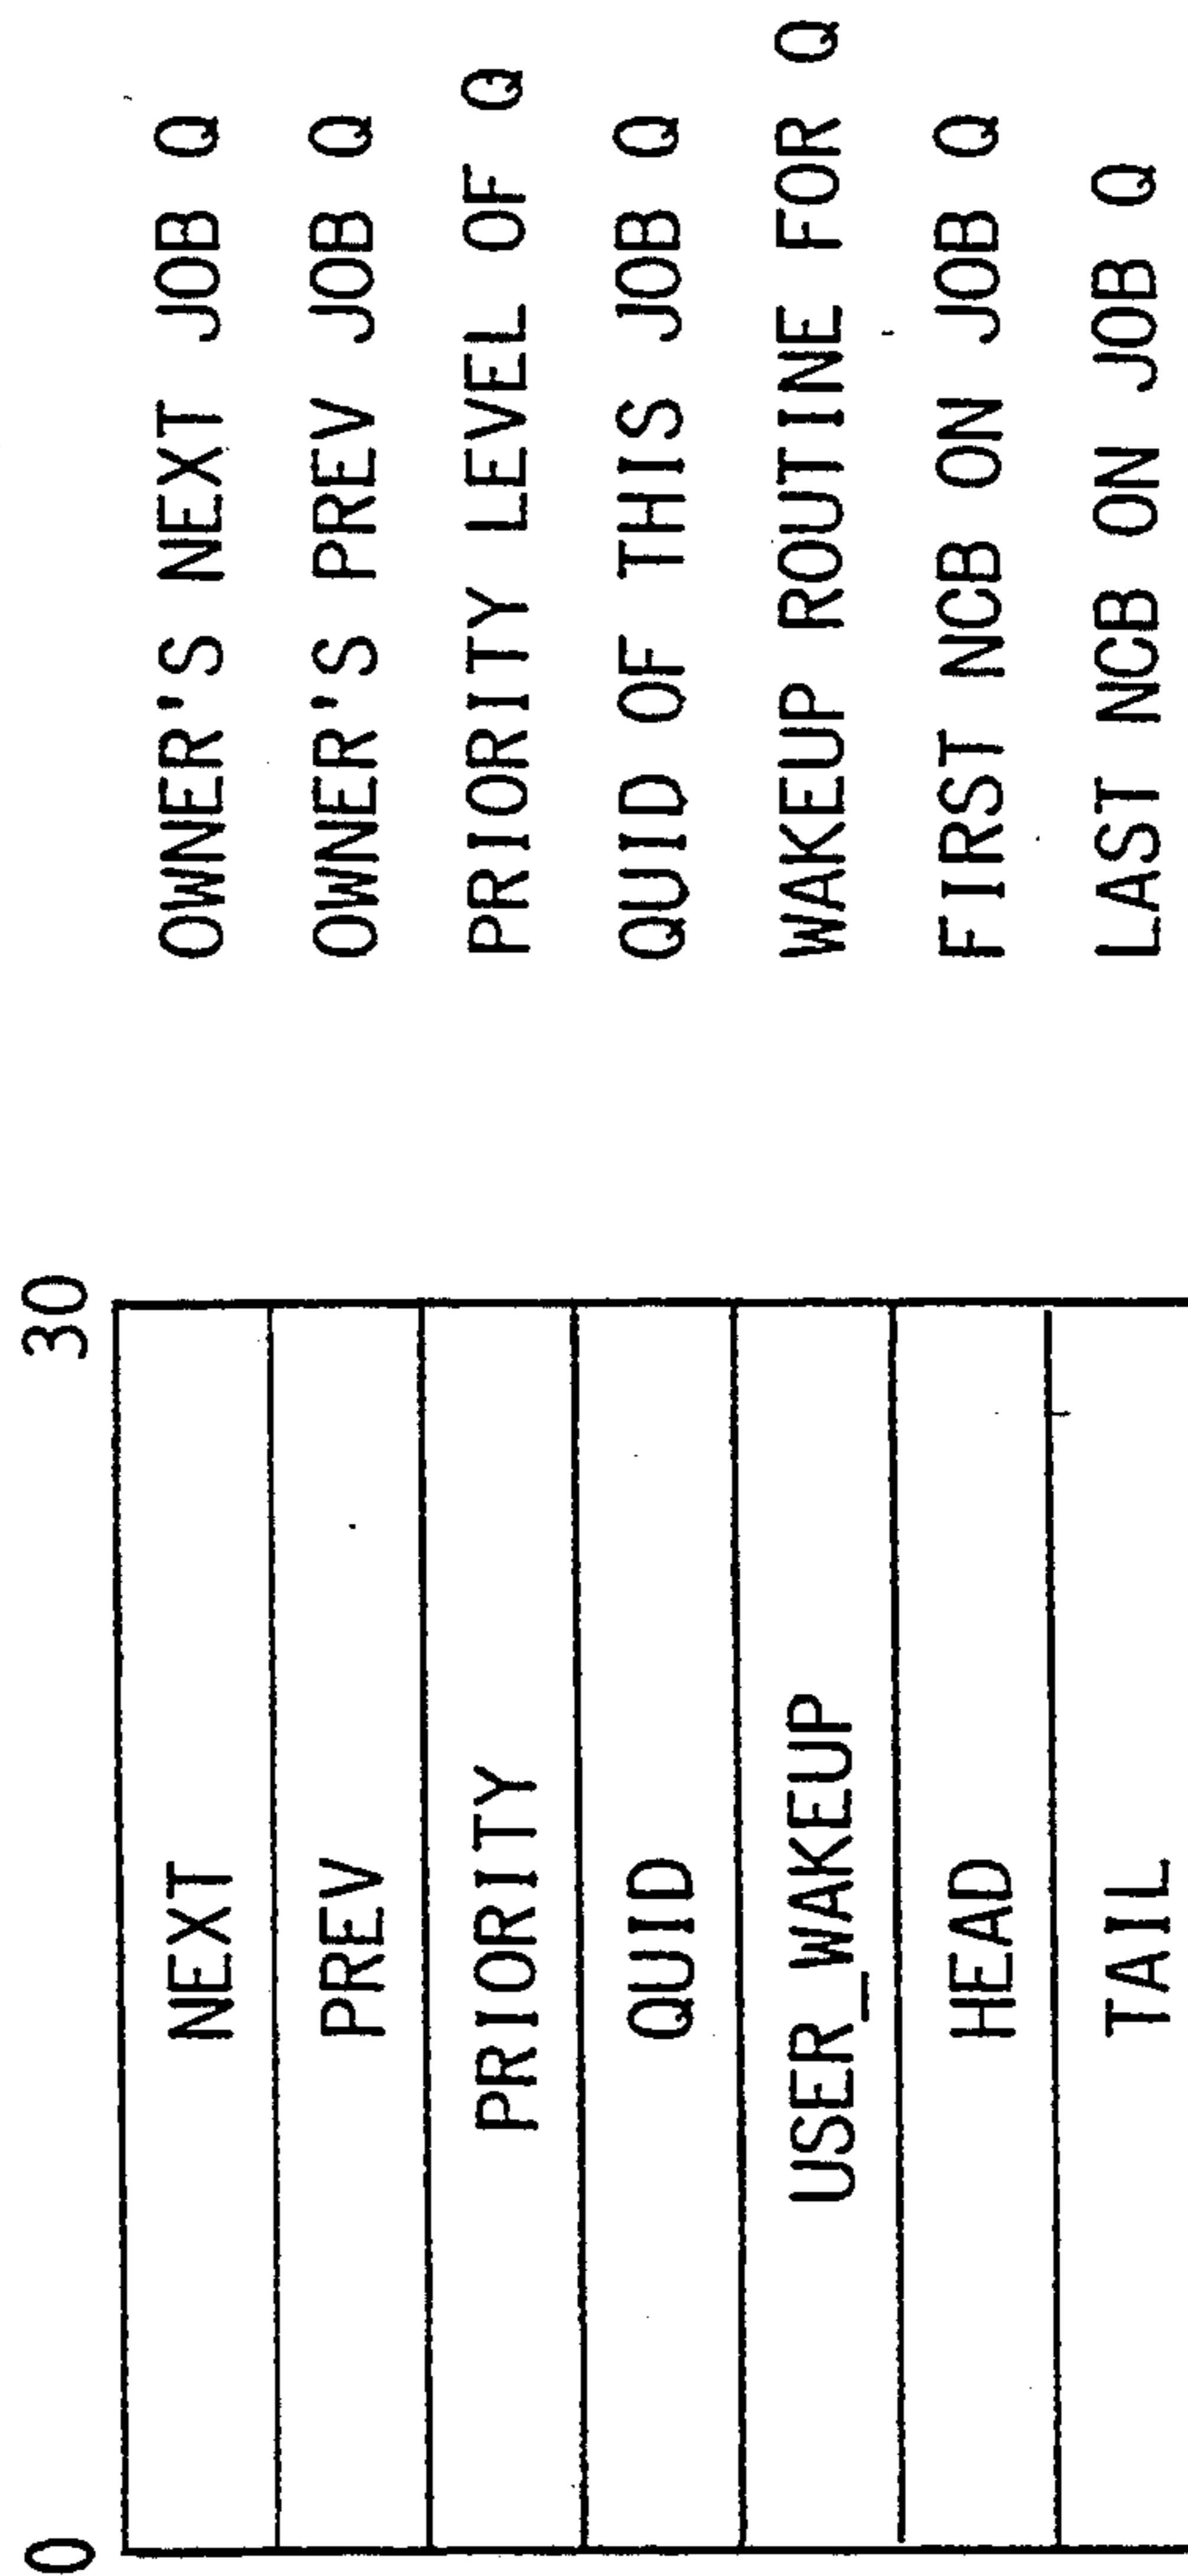 0 30
NEXT OWNER'S NEXT JOB Q
PREV OWNER'S PREV JOB Q
PRIORITY PRIORITY LEVEL OF Q
QUID QUID OF THIS JOB Q
USER_WAKEUP WAKEUP ROUTINE FOR Q
HEAD FIRST NCB ON JOB Q
TAIL LAST NCB ON JOB Q